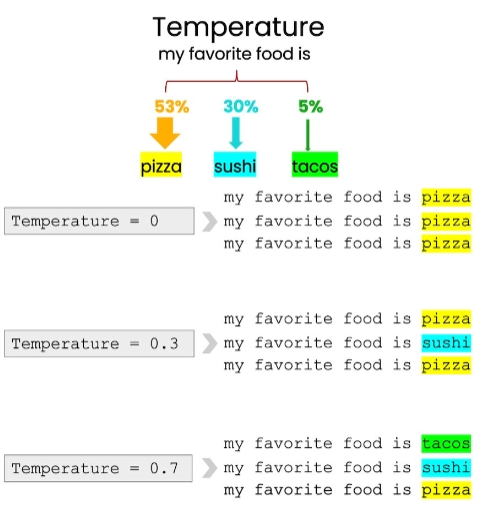 Temperature
my favorite food is
53% 30% 5%
pizza sushi tacos
Temperature = 0
my favorite food is pizza
my favorite food is pizza
my favorite food is pizza
Temperature = 0.3
my favorite food is pizza
my favorite food is sushi
my favorite food is pizza
Temperature = 0.7
my favorite food is tacos
my favorite food is sushi
my favorite food is pizza